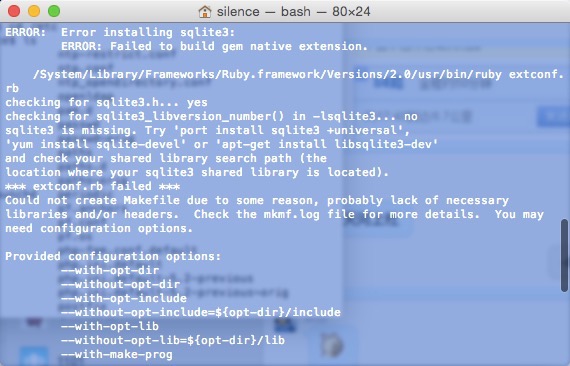 silence — bash — 80×24
ERROR:  Error installing sqlite3:
        ERROR: Failed to build gem native extension.
    /System/Library/Frameworks/Ruby.framework/Versions/2.0/usr/bin/ruby extconf.
rb
checking for sqlite3.h... yes
checking for sqlite3_libversion_number() in -lsqlite3... no
sqlite3 is missing. Try 'port install sqlite3 +universal',
'yum install sqlite-devel' or 'apt-get install libsqlite3-dev'
and check your shared library search path (the
location where your sqlite3 shared library is located).
*** extconf.rb failed ***
Could not create Makefile due to some reason, probably lack of necessary
libraries and/or headers.  Check the mkmf.log file for more details.  You may
need configuration options.
Provided configuration options:
        --with-opt-dir
        --without-opt-dir
        --with-opt-include
        --without-opt-include=${opt-dir}/include
        --with-opt-lib
        --without-opt-lib=${opt-dir}/lib
        --with-make-prog